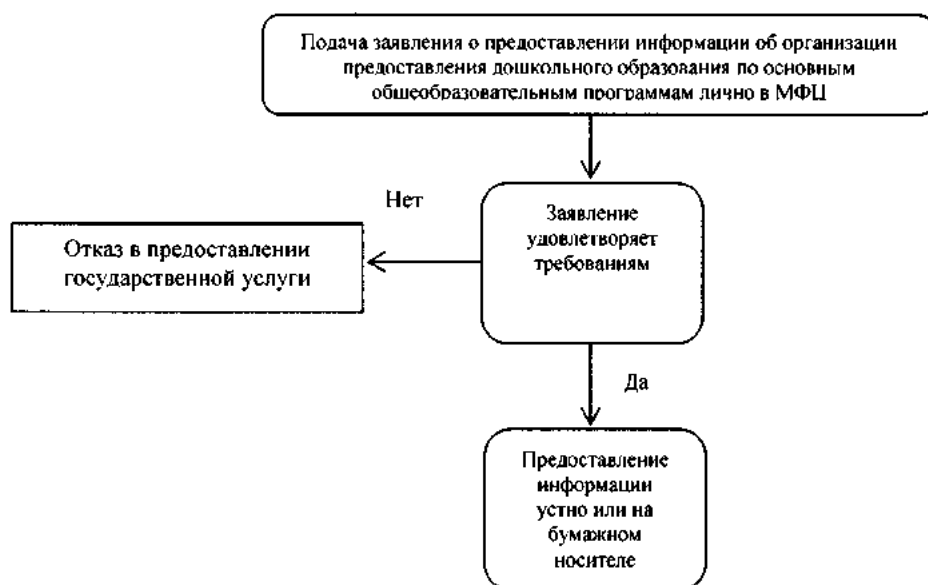 Подача заявления о предоставлении информации об организации
предоставления дошкольного образования по основным
общеобразовательным программам лично в МФЦ
Нет
Заявление
удовлетворяет
требованиям
Отказ в предоставлении
государственной услуги
Да
Предоставление
информации
устно или на
бумажном
носителе